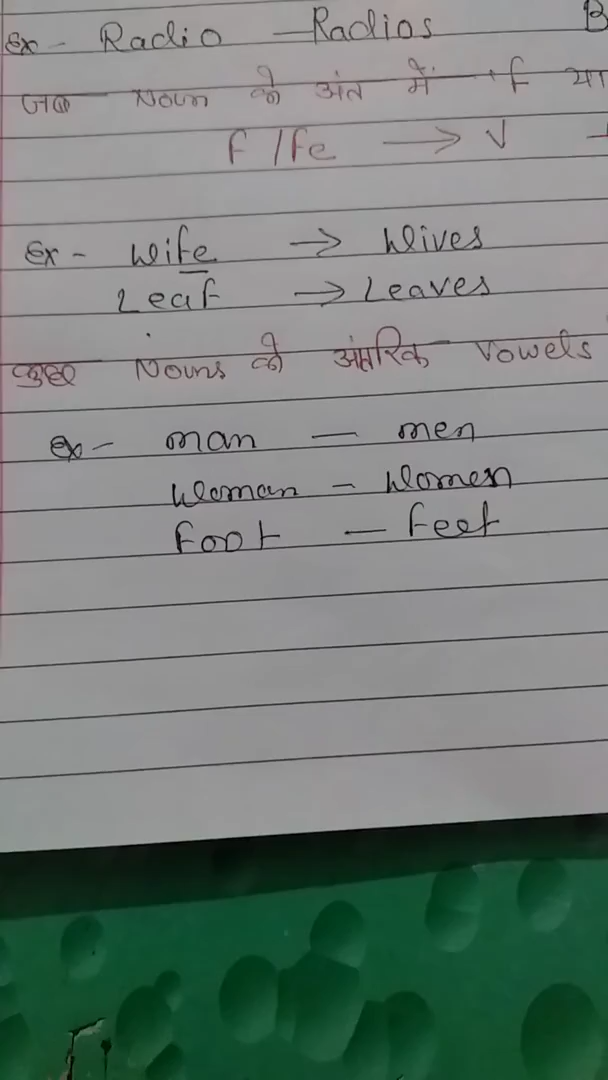 ex- Radio - Radios B
जब Noun के अंत में f या
f/fe → v -
ex- wife → wives
Leaf → Leaves
कुछ Nouns के आंतरिक vowels
ex- man - men
woman - women
foot - feet